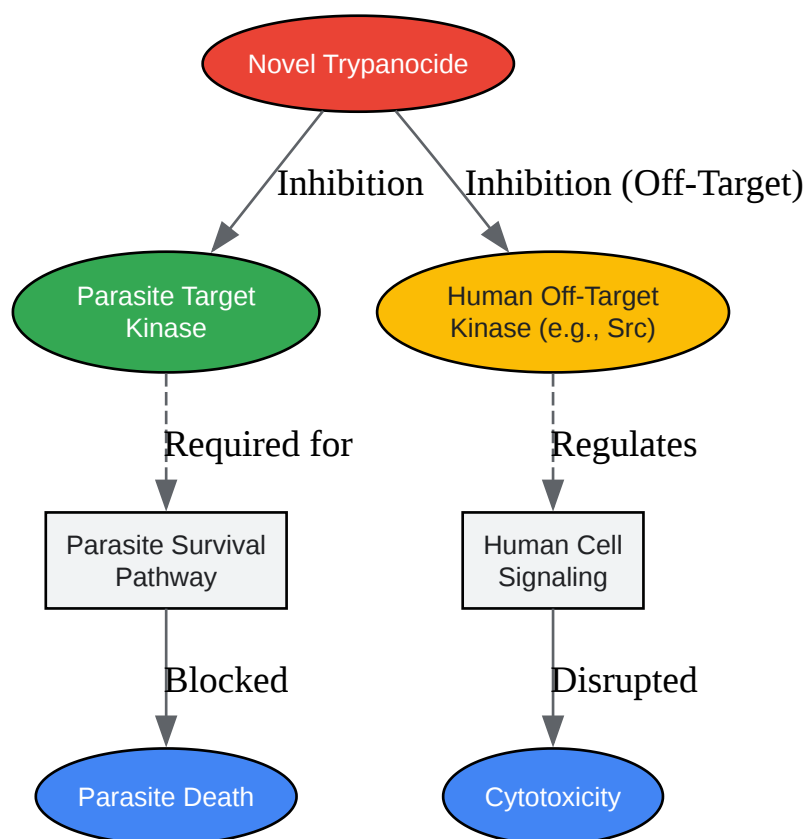 Novel Trypanocide
Inhibition
Inhibition (Off-Target)
Parasite Target
Kinase
Human Off-Target
Kinase (e.g., Src)
Required for
Regulates
Parasite Survival
Pathway
Human Cell
Signaling
Blocked
Disrupted
Parasite Death
Cytotoxicity